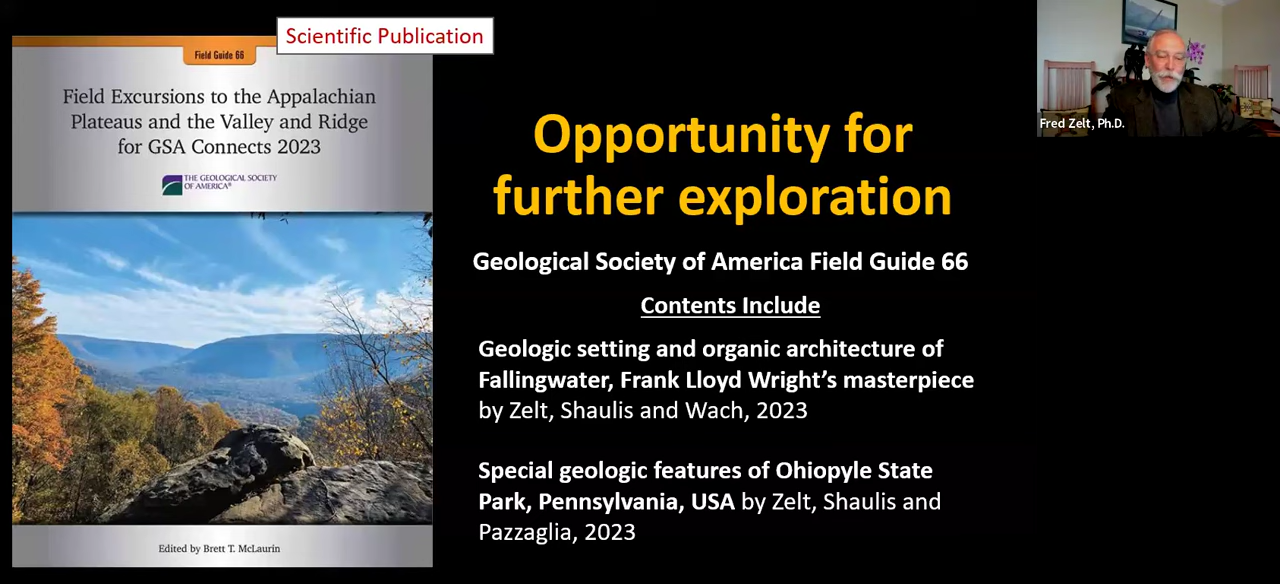 Scientific Publication
Field Guide 66
Field Excursions to the Appalachian
Plateaus and the Valley and Ridge
for GSA Connects 2023
THE GEOLOGICAL SOCIETY
OF AMERICA®
Edited by Brett T. McLaurin
Opportunity for
further exploration
Geological Society of America Field Guide 66
Contents Include
Geologic setting and organic architecture of
Fallingwater, Frank Lloyd Wright’s masterpiece
by Zelt, Shaulis and Wach, 2023
Special geologic features of Ohiopyle State
Park, Pennsylvania, USA by Zelt, Shaulis and
Pazzaglia, 2023
Fred Zelt, Ph.D.